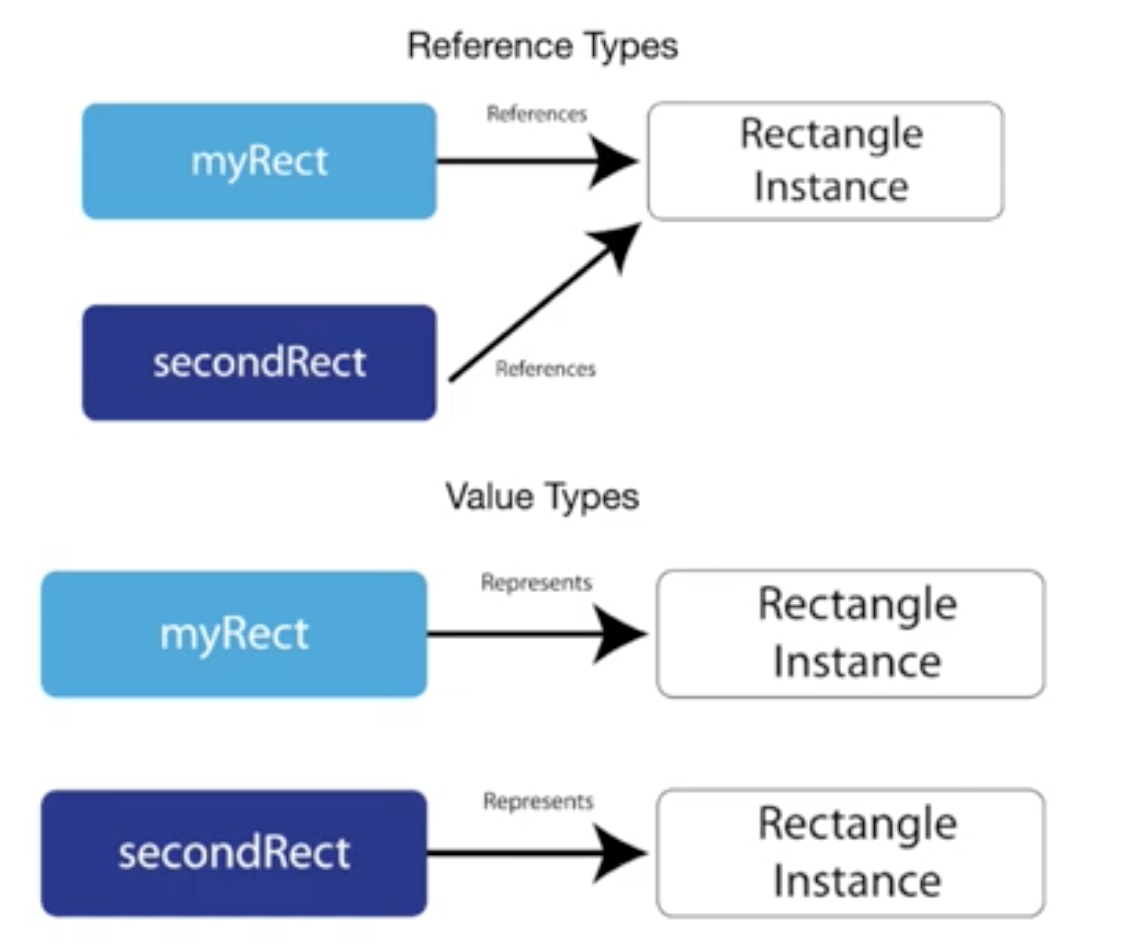 Reference Types
myRect
References
Rectangle
Instance
secondRect
References
Value Types
myRect
Represents
Rectangle
Instance
secondRect
Represents
Rectangle
Instance